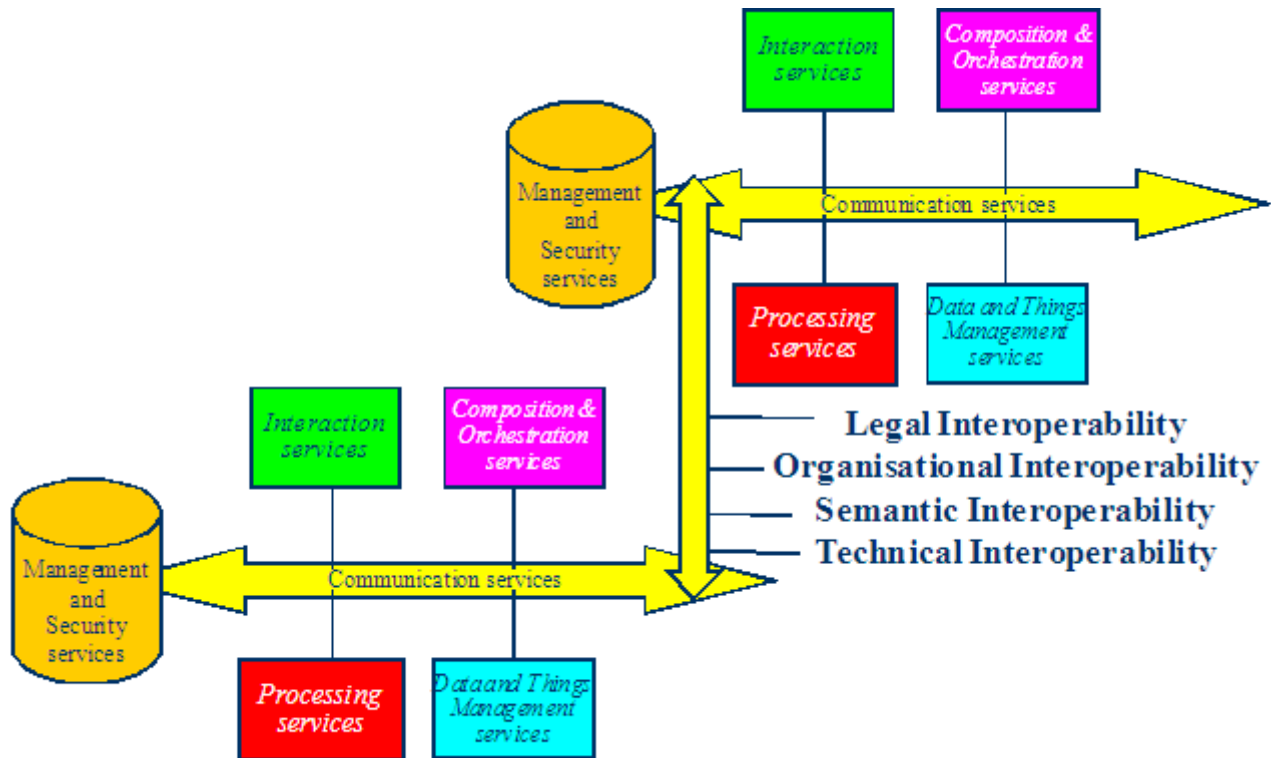 Interaction
services
Composition &
Orchestration
services
Management
and
Security
services
Communication services
Processing
services
Data and Things
Management
services
Legal Interoperability
Organisational Interoperability
Semantic Interoperability
Technical Interoperability
Interaction
services
Composition &
Orchestration
services
Management
and
Security
services
Communication services
Processing
services
Data and Things
Management
services